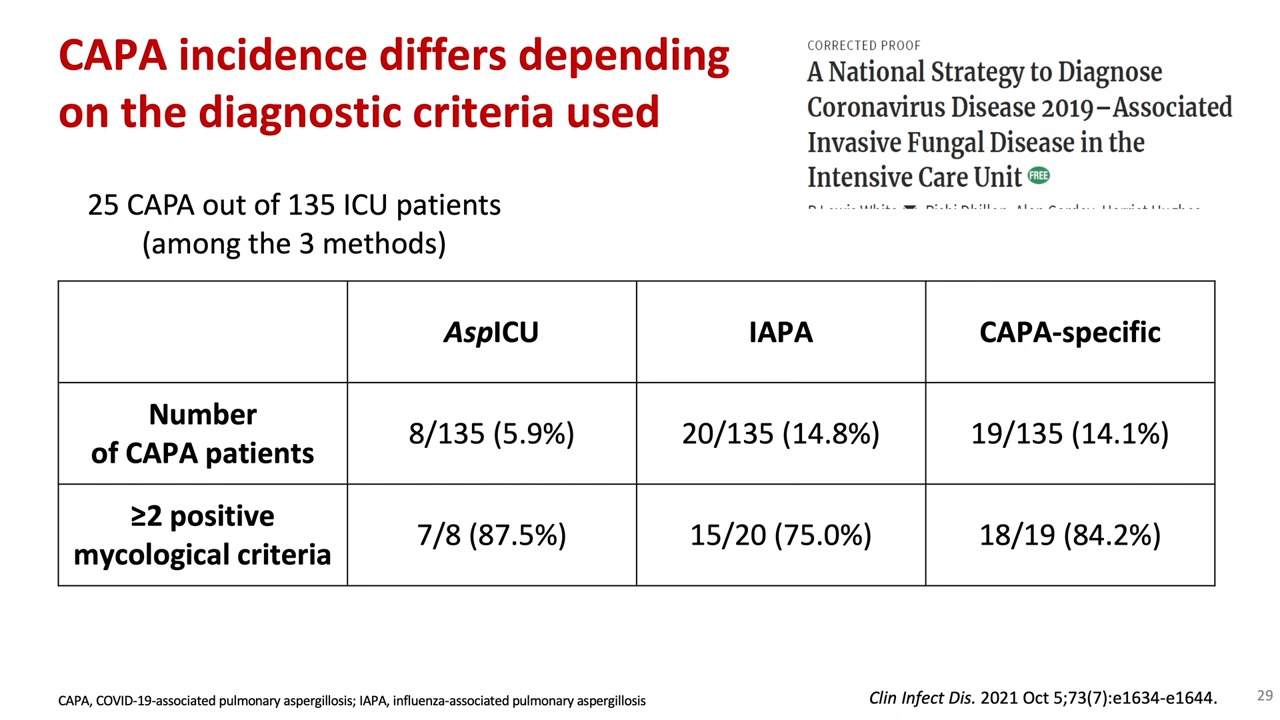 CAPA incidence differs depending
on the diagnostic criteria used
CORRECTED PROOF
A National Strategy to Diagnose
Coronavirus Disease 2019–Associated
Invasive Fungal Disease in the
Intensive Care Unit FREE
25 CAPA out of 135 ICU patients
(among the 3 methods)
AspICU IAPA CAPA-specific
Number
of CAPA patients
8/135 (5.9%) 20/135 (14.8%) 19/135 (14.1%)
≥2 positive
mycological criteria
7/8 (87.5%) 15/20 (75.0%) 18/19 (84.2%)
CAPA, COVID-19-associated pulmonary aspergillosis; IAPA, influenza-associated pulmonary aspergillosis
Clin Infect Dis. 2021 Oct 5;73(7):e1634-e1644.
29